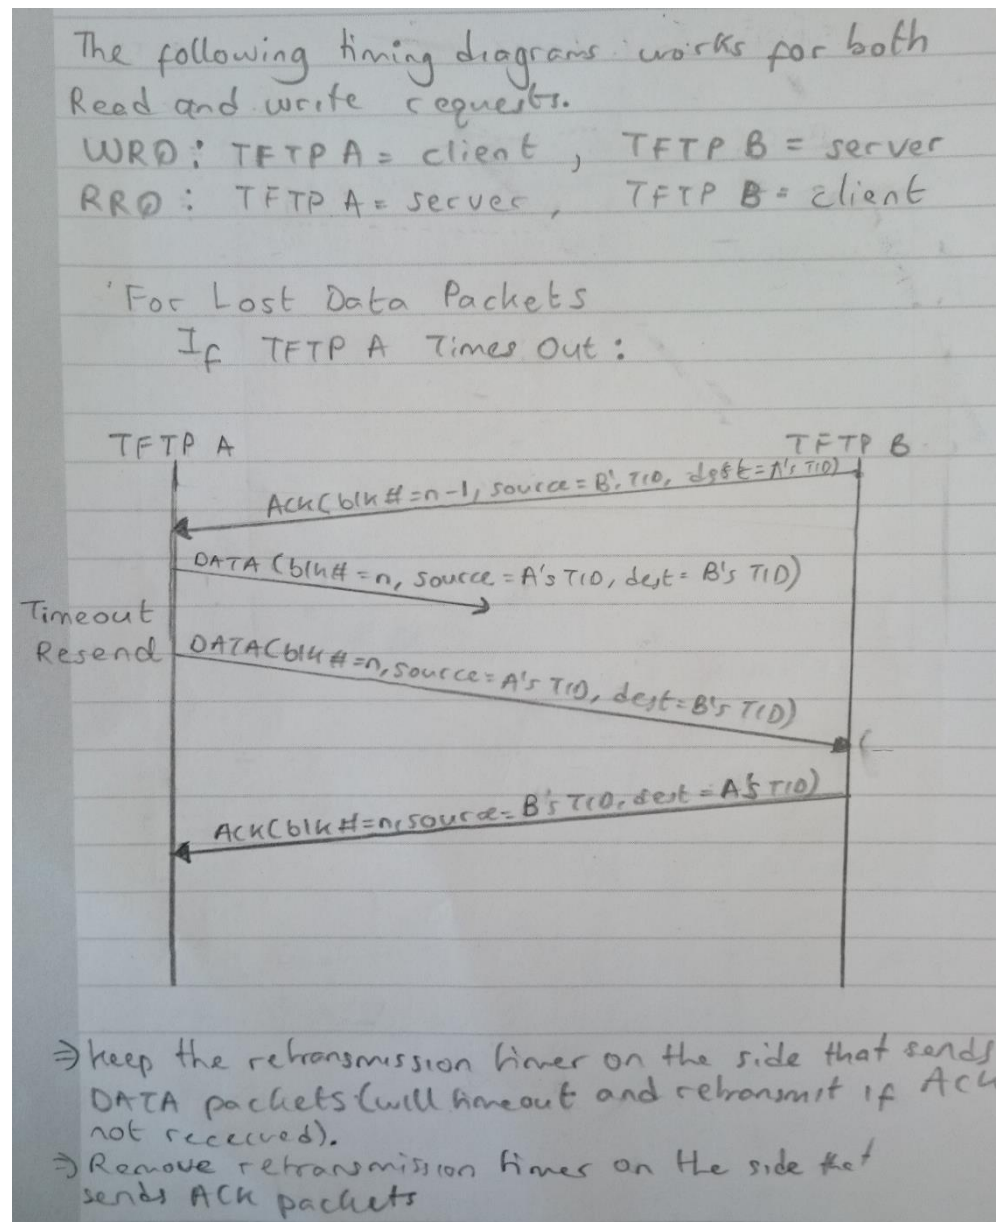 The following timing diagrams works for both
Read and write requests.
WRQ: TFTP A = client, TFTP B = server
RRQ: TFTP A = server, TFTP B = client
For Lost Data Packets
If TFTP A Times Out:
TFTP A TFTP B
Ack(blk#=n-1, source=B's TID, dest=A's TID)
DATA (blk#=n, source=A's TID, dest=B's TID)
Timeout
Resend DATA(blk#=n, source=A's TID, dest=B's TID)
ACK(blk#=n, source=B's TID, dest=A's TID)
⇒ keep the retransmission timer on the side that sends
DATA packets (will timeout and retransmit if ACK
not received).
⇒ Remove retransmission timer on the side that
sends ACK packets